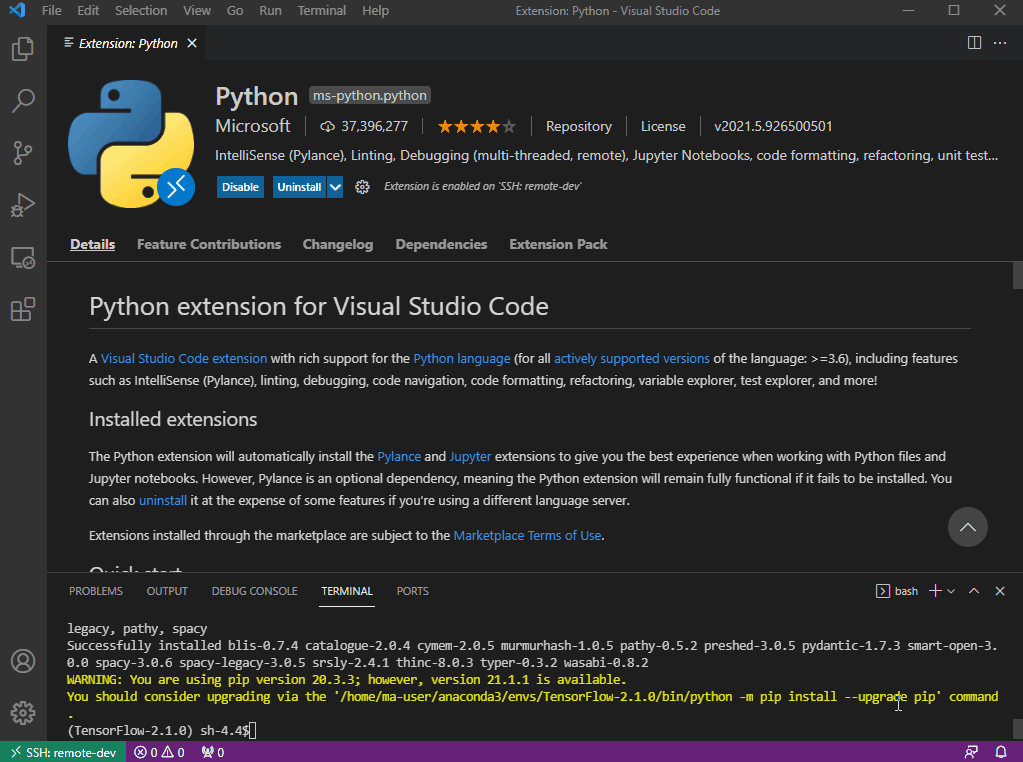 File Edit Selection View Go Run Terminal Help Extension: Python - Visual Studio Code
Extension: Python
Python ms-python.python
Microsoft 37,396,277 Repository License v2021.5.926500501
IntelliSense (Pylance), Linting, Debugging (multi-threaded, remote), Jupyter Notebooks, code formatting, refactoring, unit test...
Disable Uninstall Extension is enabled on 'SSH: remote-dev'
Details Feature Contributions Changelog Dependencies Extension Pack
Python extension for Visual Studio Code
A Visual Studio Code extension with rich support for the Python language (for all actively supported versions of the language: >=3.6), including features
such as IntelliSense (Pylance), linting, debugging, code navigation, code formatting, refactoring, variable explorer, test explorer, and more!
Installed extensions
The Python extension will automatically install the Pylance and Jupyter extensions to give you the best experience when working with Python files and
Jupyter notebooks. However, Pylance is an optional dependency, meaning the Python extension will remain fully functional if it fails to be installed. You
can also uninstall it at the expense of some features if you're using a different language server.
Extensions installed through the marketplace are subject to the Marketplace Terms of Use.
Quick start
PROBLEMS OUTPUT DEBUG CONSOLE TERMINAL PORTS bash
legacy, pathy, spacy
Successfully installed blis-0.7.4 catalogue-2.0.4 cymem-2.0.5 murmurhash-1.0.5 pathy-0.5.2 preshed-3.0.5 pydantic-1.7.3 smart-open-3.
0.0 spacy-3.0.6 spacy-legacy-3.0.5 srsly-2.4.1 thinc-8.0.3 typer-0.3.2 wasabi-0.8.2
WARNING: You are using pip version 20.3.3; however, version 21.1.1 is available.
You should consider upgrading via the '/home/ma-user/anaconda3/envs/TensorFlow-2.1.0/bin/python -m pip install --upgrade pip' command
.
(TensorFlow-2.1.0) sh-4.4$
SSH: remote-dev 0 0 0